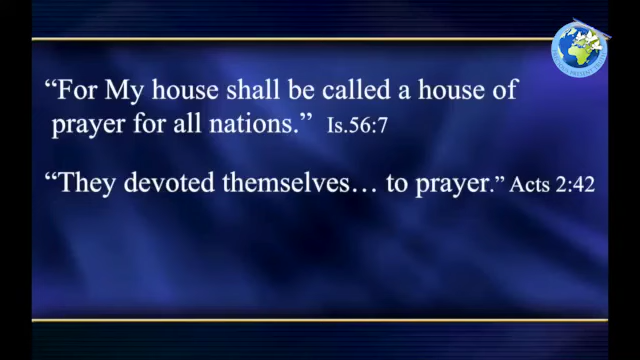 “For My house shall be called a house of
prayer for all nations.” Is.56:7
“They devoted themselves… to prayer.” Acts 2:42